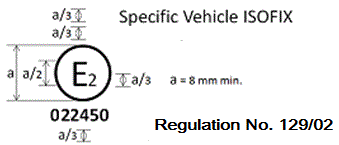 a/3 Specific Vehicle ISOFIX
a/3
a a/2 E2 a/3 a = 8 mm min.
022450
a/3 Regulation No. 129/02